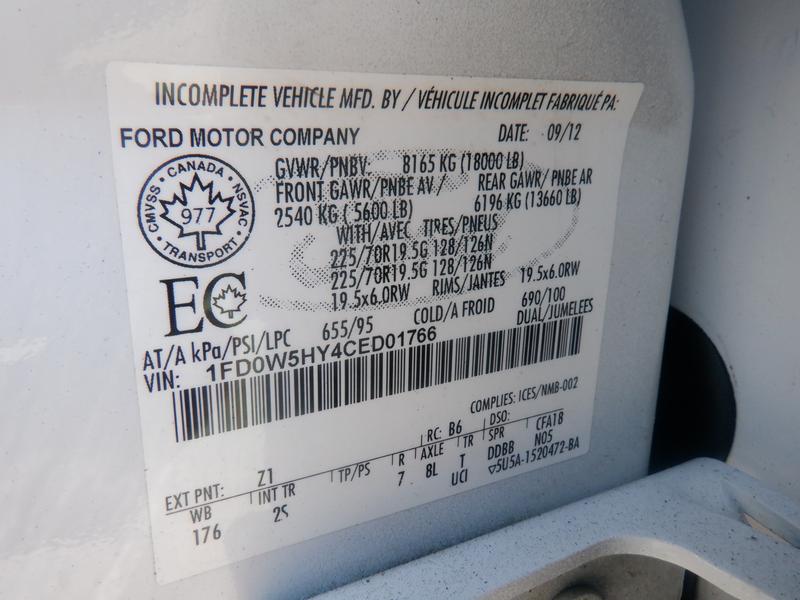 INCOMPLETE VEHICLE MFD. BY / VÉHICULE INCOMPLET FABRIQUÉ PA:
FORD MOTOR COMPANY DATE: 09/12
GVWR/PNBV: 8165 KG (18000 LB)
FRONT GAWR/PNBE AV / REAR GAWR/ PNBE AR
2540 KG ( 5600 LB) 6196 KG (13660 LB)
WITH/AVEC TIRES/PNEUS
225/70R19.5G 128/126N
225/70R19.5G 128/126N
RIMS/JANTES 19.5x6.0RW
19.5x6.0RW
AT/A kPa/PSI/LPC 655/95 COLD/A FROID 690/100
DUAL/JUMELEES
CANADA
CMVSS NSVAC
977
TRANSPORT
EC
VIN: 1FD0W5HY4CED01766
COMPLIES: ICES/NMB-002
RC: B6 DSO:
EXT PNT: Z1 TP/PS R AXLE TR SPR CFA1B
WB INT TR 7 8L T DDBB N05
176 2S UCI 5U5A-1520472-BA